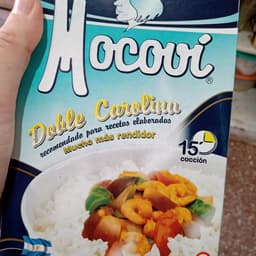 Mocovi
®
Doble Carolina
recomendado para recetas elaboradas
Mucho más rendidor
15'
cocción